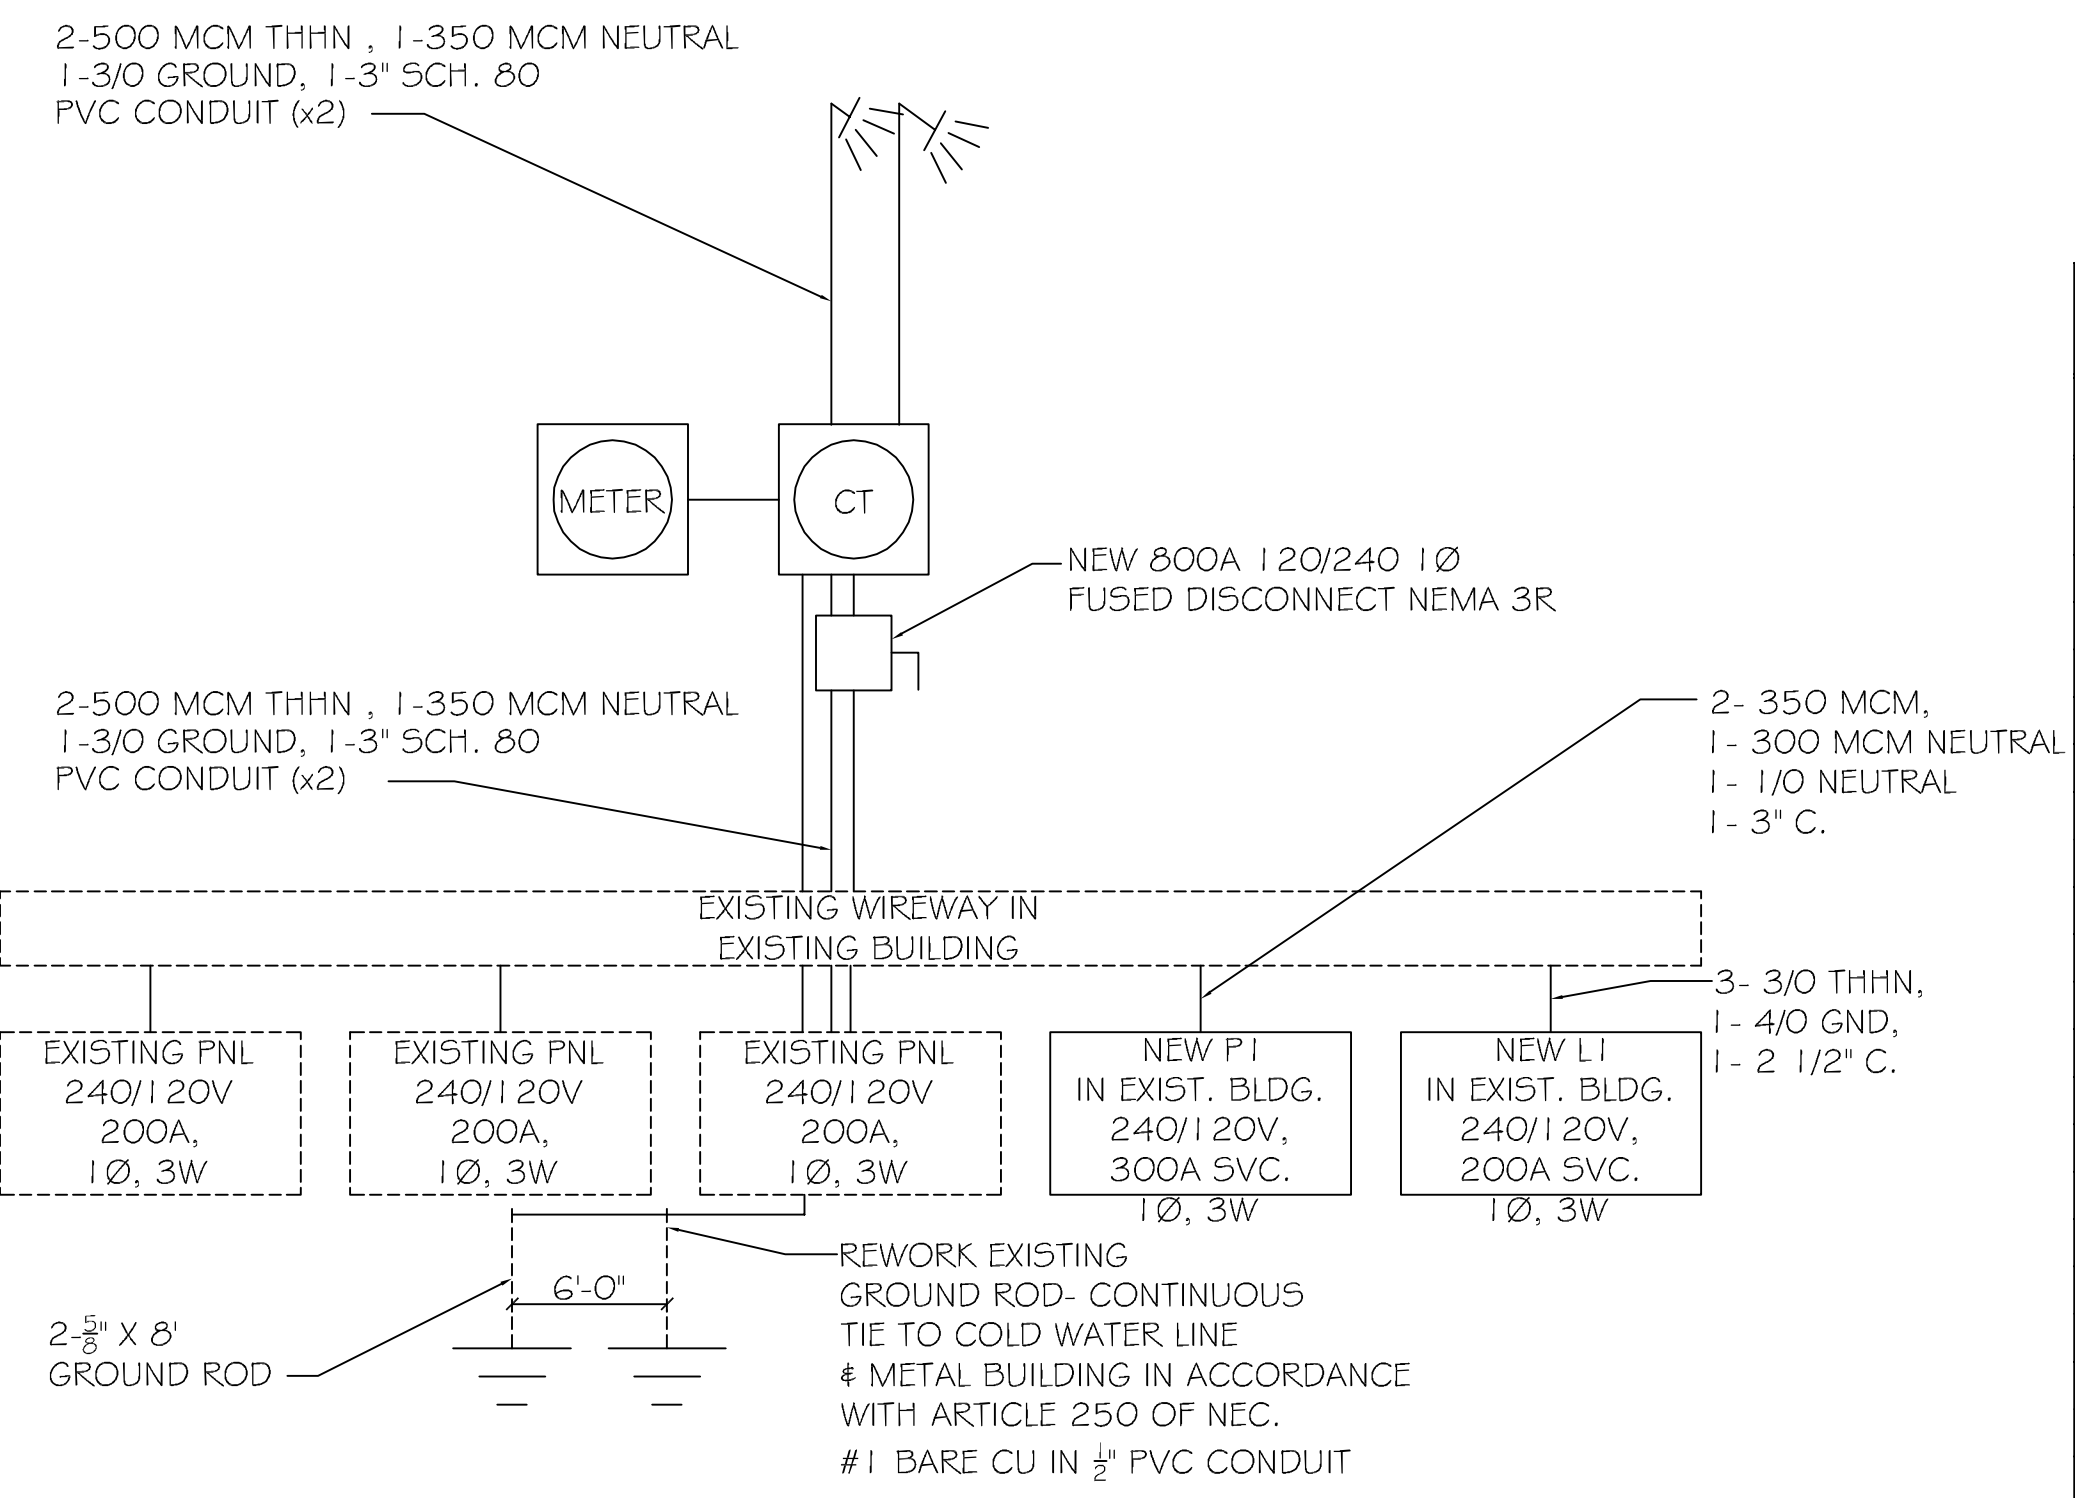 2-500 MCM THHN , 1-350 MCM NEUTRAL
1-3/0 GROUND, 1-3" SCH. 80
PVC CONDUIT (x2)
METER
CT
NEW 800A 120/240 1Ø
FUSED DISCONNECT NEMA 3R
2-500 MCM THHN , 1-350 MCM NEUTRAL
1-3/0 GROUND, 1-3" SCH. 80
PVC CONDUIT (x2)
2- 350 MCM,
1- 300 MCM NEUTRAL
1- 1/0 NEUTRAL
1- 3" C.
EXISTING WIREWAY IN
EXISTING BUILDING
3- 3/0 THHN,
1- 4/0 GND,
1- 2 1/2" C.
EXISTING PNL
240/120V
200A,
1Ø, 3W
EXISTING PNL
240/120V
200A,
1Ø, 3W
EXISTING PNL
240/120V
200A,
1Ø, 3W
NEW P1
IN EXIST. BLDG.
240/120V,
300A SVC.
1Ø, 3W
NEW L1
IN EXIST. BLDG.
240/120V,
200A SVC.
1Ø, 3W
6'-0"
2-5/8" X 8'
GROUND ROD
REWORK EXISTING
GROUND ROD- CONTINUOUS
TIE TO COLD WATER LINE
& METAL BUILDING IN ACCORDANCE
WITH ARTICLE 250 OF NEC.
#1 BARE CU IN 1/2" PVC CONDUIT